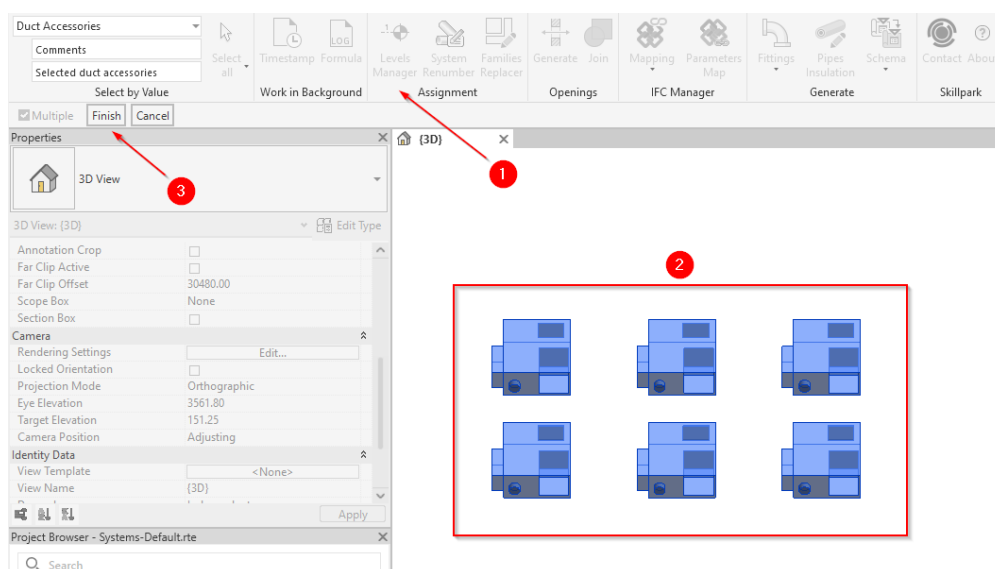 Duct Accessories
Comments
Selected duct accessories
Select by Value
Select all
Timestamp Formula
LOG
Work in Background
Levels Manager
System Renumber
Families Replacer
Assignment
Generate Join
Openings
Mapping
Parameters Map
IFC Manager
Fittings
Pipes Insulation
Schema
Generate
Contact Abou
Skillpark
Multiple Finish Cancel
Properties
{3D}
1
3
3D View
3D View: {3D} Edit Type
Annotation Crop
Far Clip Active
Far Clip Offset 30480.00
Scope Box None
Section Box
Camera
Rendering Settings Edit...
Locked Orientation
Projection Mode Orthographic
Eye Elevation 3561.80
Target Elevation 151.25
Camera Position Adjusting
Identity Data
View Template <None>
View Name {3D}
Apply
2
Project Browser - Systems-Default.rte
Search